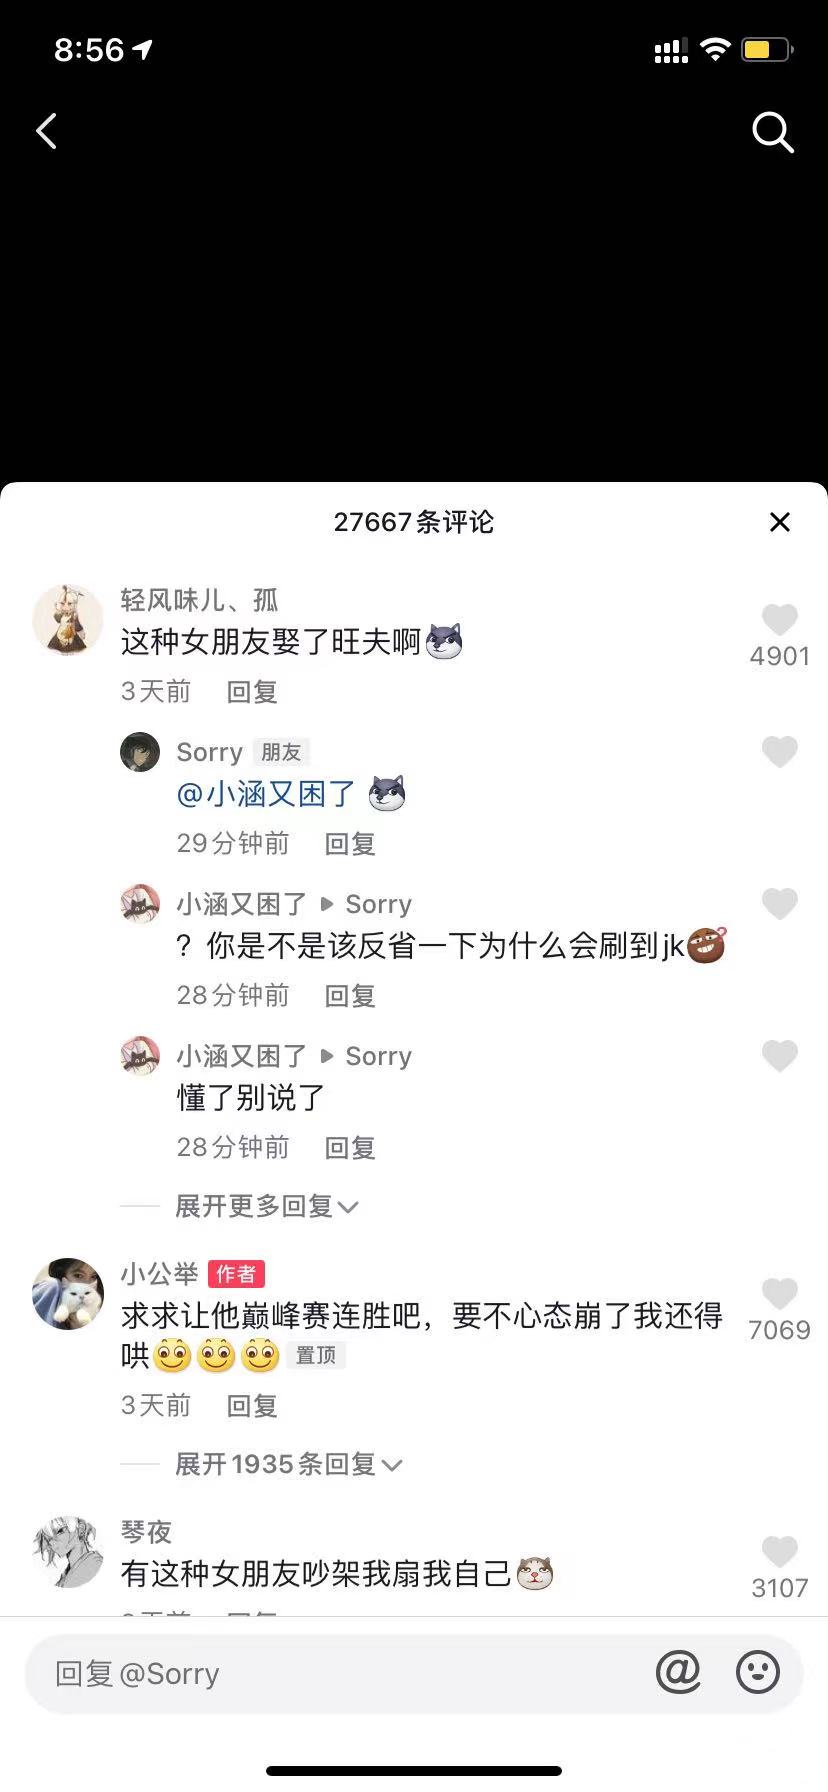 8:56
27667条评论
轻风味儿、孤
这种女朋友娶了旺夫啊
4901
3天前 回复
Sorry 朋友
@小涵又困了
29分钟前 回复
小涵又困了 ▶ Sorry
？你是不是该反省一下为什么会刷到jk
28分钟前 回复
小涵又困了 ▶ Sorry
懂了别说了
28分钟前 回复
展开更多回复
小公举 作者
求求让他巅峰赛连胜吧，要不心态崩了我还得
哄 置顶
7069
3天前 回复
展开1935条回复
琴夜
有这种女朋友吵架我扇我自己
3107
回复 @Sorry